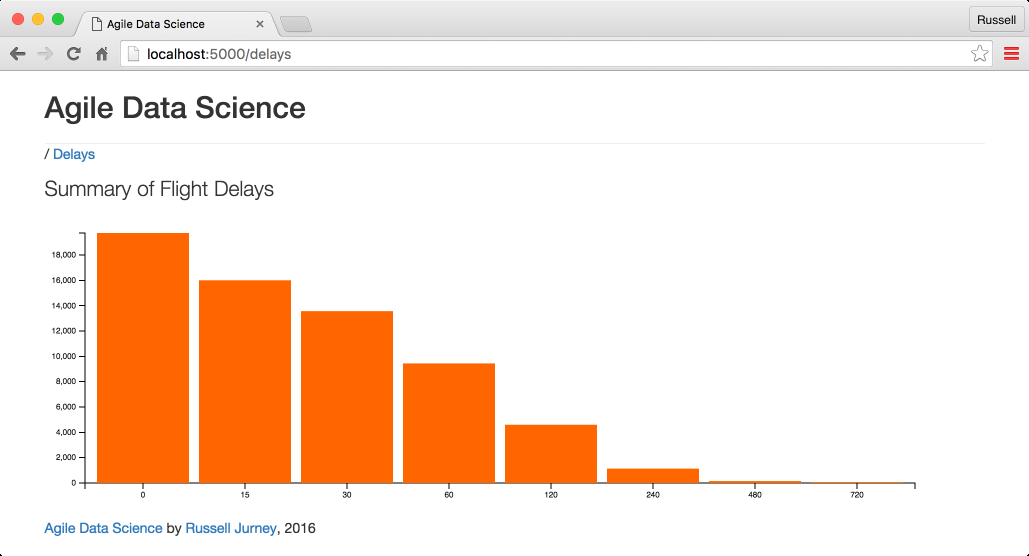 Agile Data Science
Russell
localhost:5000/delays
Agile Data Science
/ Delays
Summary of Flight Delays
18,000
16,000
14,000
12,000
10,000
8,000
6,000
4,000
2,000
0
0 15 30 60 120 240 480 720
Agile Data Science by Russell Jurney, 2016